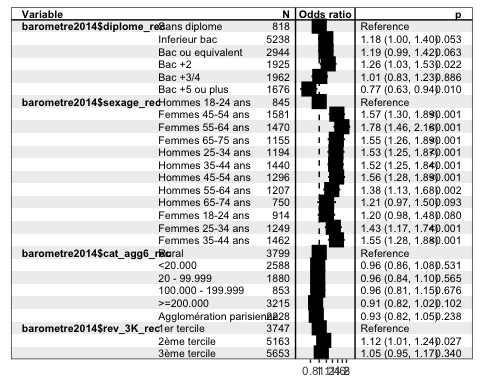 Variable N Odds ratio p
barometre2014$diplome_rec Sans diplome 818 Reference
Inferieur bac 5238 1.18 (1.00, 1.40) 0.053
Bac ou equivalent 2944 1.19 (0.99, 1.42) 0.063
Bac +2 1925 1.26 (1.03, 1.53) 0.022
Bac +3/4 1962 1.01 (0.83, 1.23) 0.886
Bac +5 ou plus 1676 0.77 (0.63, 0.94) 0.010
barometre2014$sexage_rec Hommes 18-24 ans 845 Reference
Femmes 45-54 ans 1581 1.57 (1.30, 1.89) <0.001
Femmes 55-64 ans 1470 1.78 (1.46, 2.16) <0.001
Femmes 65-75 ans 1155 1.55 (1.26, 1.89) <0.001
Hommes 25-34 ans 1194 1.53 (1.25, 1.87) <0.001
Hommes 35-44 ans 1440 1.52 (1.25, 1.84) <0.001
Hommes 45-54 ans 1296 1.56 (1.28, 1.89) <0.001
Hommes 55-64 ans 1207 1.38 (1.13, 1.68) 0.002
Hommes 65-74 ans 750 1.21 (0.97, 1.50) 0.093
Femmes 18-24 ans 914 1.20 (0.98, 1.48) 0.080
Femmes 25-34 ans 1249 1.43 (1.17, 1.74) <0.001
Femmes 35-44 ans 1462 1.55 (1.28, 1.88) <0.001
barometre2014$cat_agg6_rec Rural 3799 Reference
<20.000 2588 0.96 (0.86, 1.08) 0.531
20 - 99.999 1880 0.96 (0.84, 1.10) 0.565
100.000 - 199.999 853 0.96 (0.81, 1.15) 0.676
>=200.000 3215 0.91 (0.82, 1.02) 0.102
Agglomération parisienne 2228 0.93 (0.82, 1.05) 0.238
barometre2014$rev_3K_rec 1er tercile 3747 Reference
2ème tercile 5163 1.12 (1.01, 1.24) 0.027
3ème tercile 5653 1.05 (0.95, 1.17) 0.340
0.8